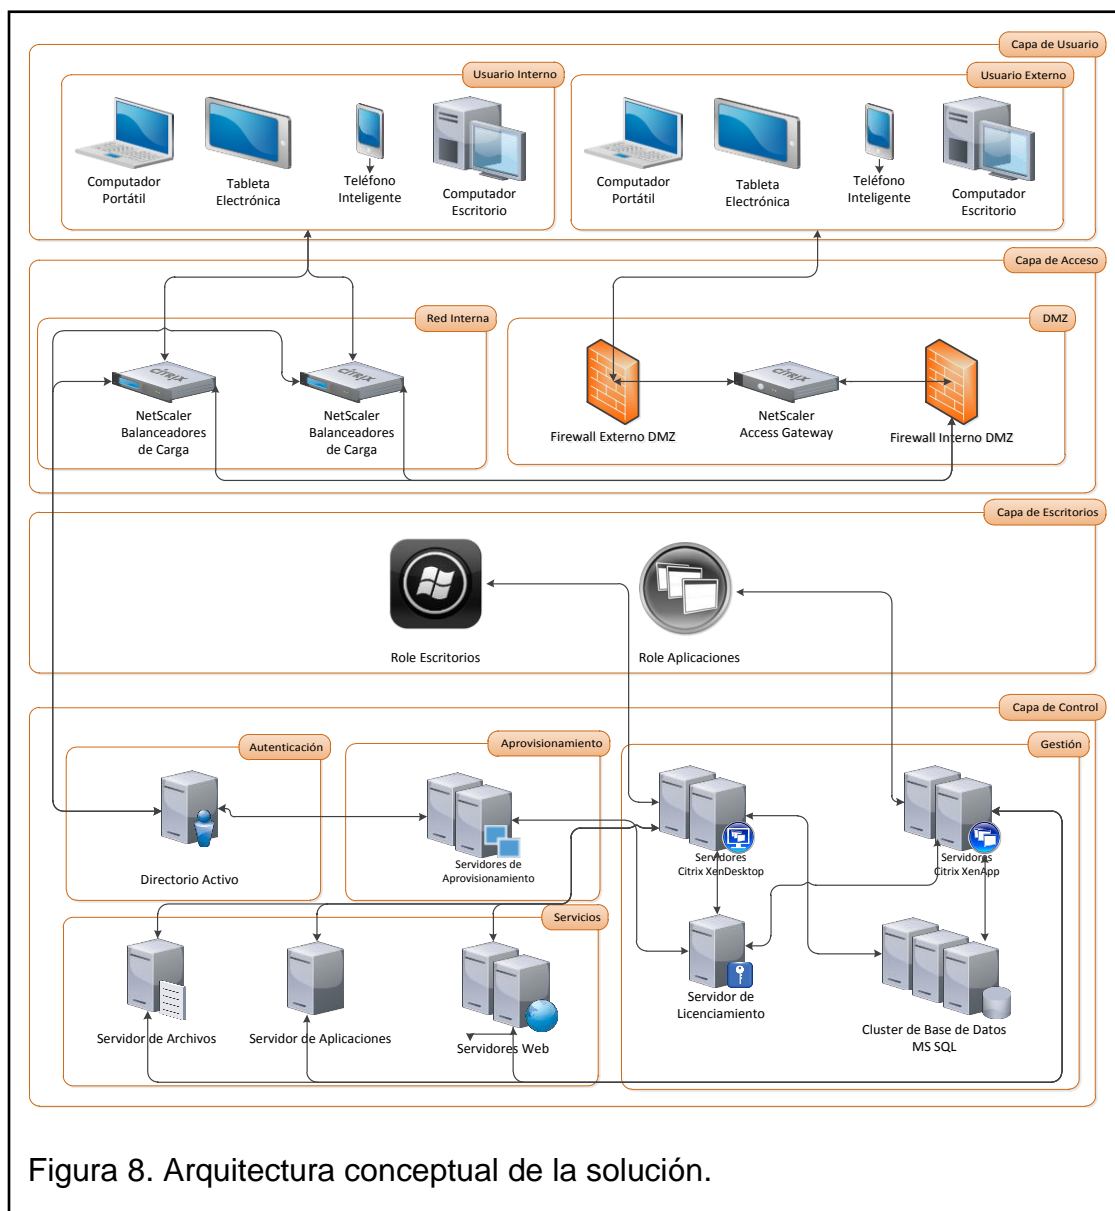 Capa de Usuario
Usuario Interno
Usuario Externo
Computador
Portátil
Tableta
Electrónica
Teléfono
Inteligente
Computador
Escritorio
Computador
Portátil
Tableta
Electrónica
Teléfono
Inteligente
Computador
Escritorio
Capa de Acceso
Red Interna
DMZ
CITRIX
CITRIX
CITRIX
NetScaler
Balanceadores
de Carga
NetScaler
Balanceadores
de Carga
Firewall Externo DMZ
NetScaler
Access Gateway
Firewall Interno DMZ
Capa de Escritorios
Role Escritorios
Role Aplicaciones
Capa de Control
Autenticación
Aprovisionamiento
Gestión
Directorio Activo
Servidores de
Aprovisionamiento
Servidores
Citrix XenDesktop
Servidores
Citrix XenApp
Servicios
Servidor de Archivos
Servidor de Aplicaciones
Servidores Web
Servidor de
Licenciamiento
Cluster de Base de Datos
MS SQL
Figura 8. Arquitectura conceptual de la solución.